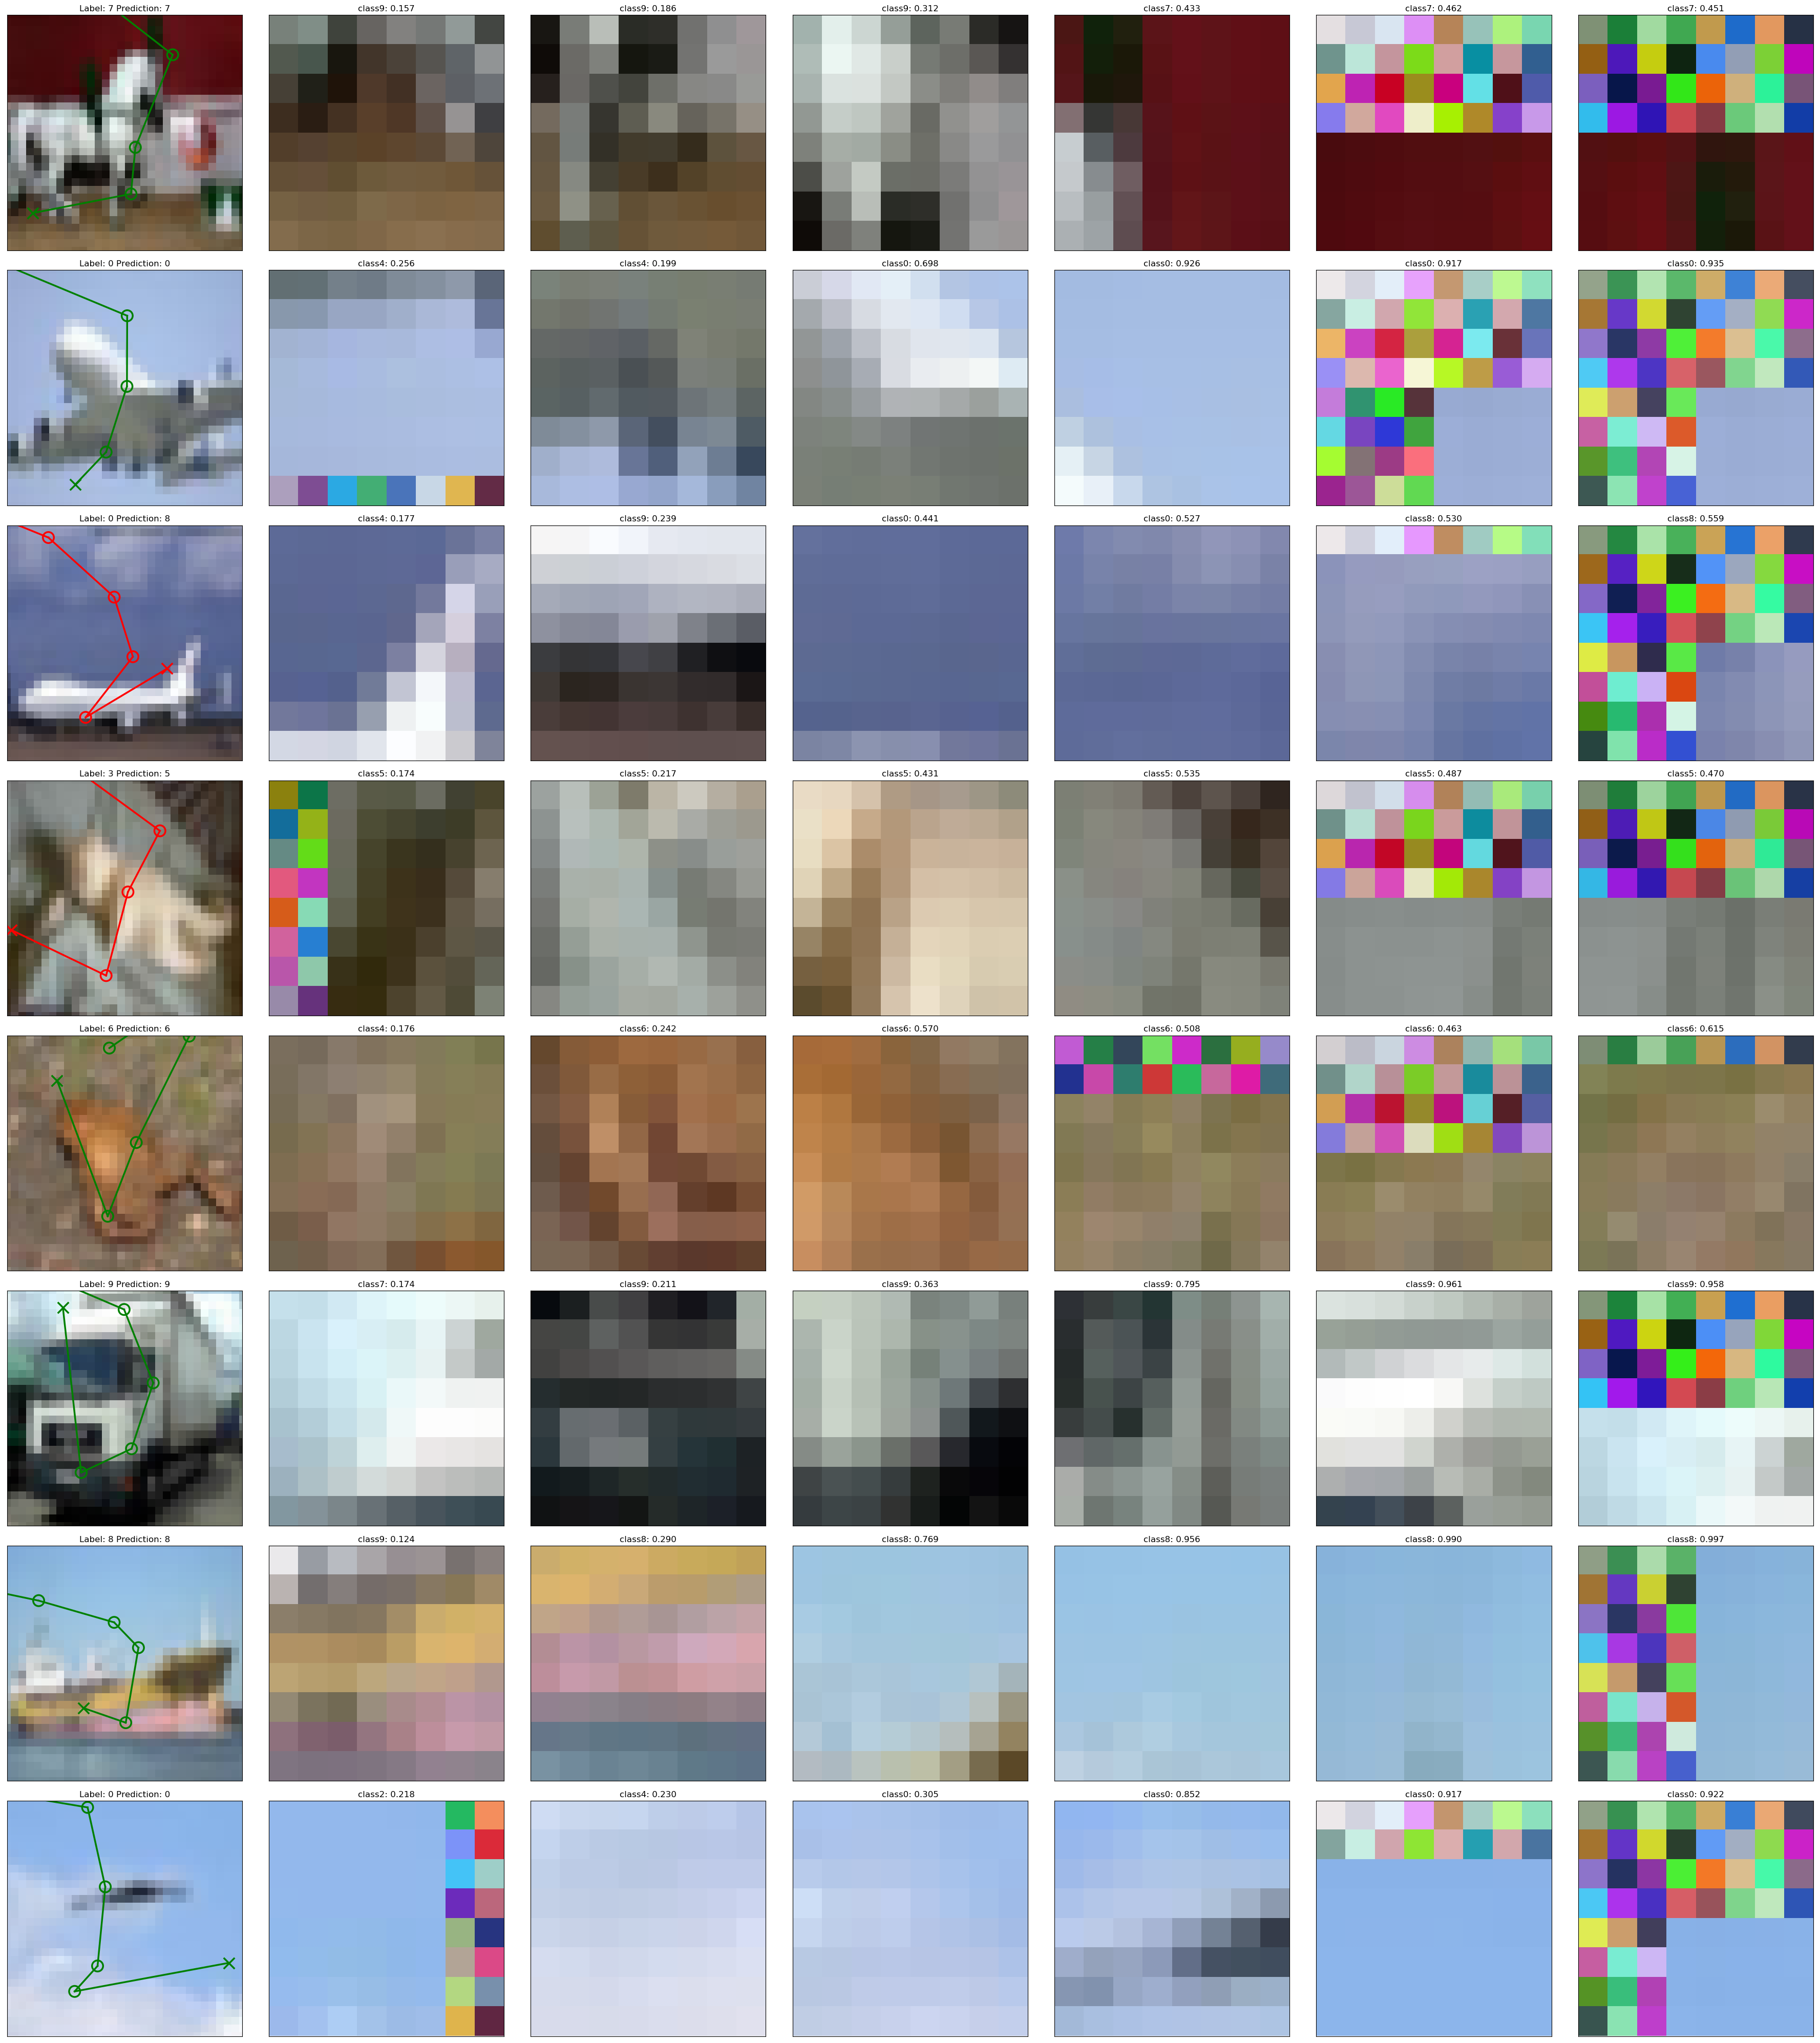 Label: 7 Prediction: 7 class9: 0.157 class9: 0.186 class9: 0.312 class7: 0.433 class7: 0.462 class7: 0.451
Label: 0 Prediction: 0 class4: 0.256 class4: 0.199 class0: 0.698 class0: 0.926 class0: 0.917 class0: 0.935
Label: 0 Prediction: 8 class4: 0.177 class9: 0.239 class0: 0.441 class0: 0.527 class8: 0.530 class8: 0.559
Label: 3 Prediction: 5 class5: 0.174 class5: 0.217 class5: 0.431 class5: 0.535 class5: 0.487 class5: 0.470
Label: 6 Prediction: 6 class4: 0.176 class6: 0.242 class6: 0.570 class6: 0.508 class6: 0.463 class6: 0.615
Label: 9 Prediction: 9 class7: 0.174 class9: 0.211 class9: 0.363 class9: 0.795 class9: 0.961 class9: 0.958
Label: 8 Prediction: 8 class9: 0.124 class8: 0.290 class8: 0.769 class8: 0.956 class8: 0.990 class8: 0.997
Label: 0 Prediction: 0 class2: 0.218 class4: 0.230 class0: 0.305 class0: 0.852 class0: 0.917 class0: 0.922